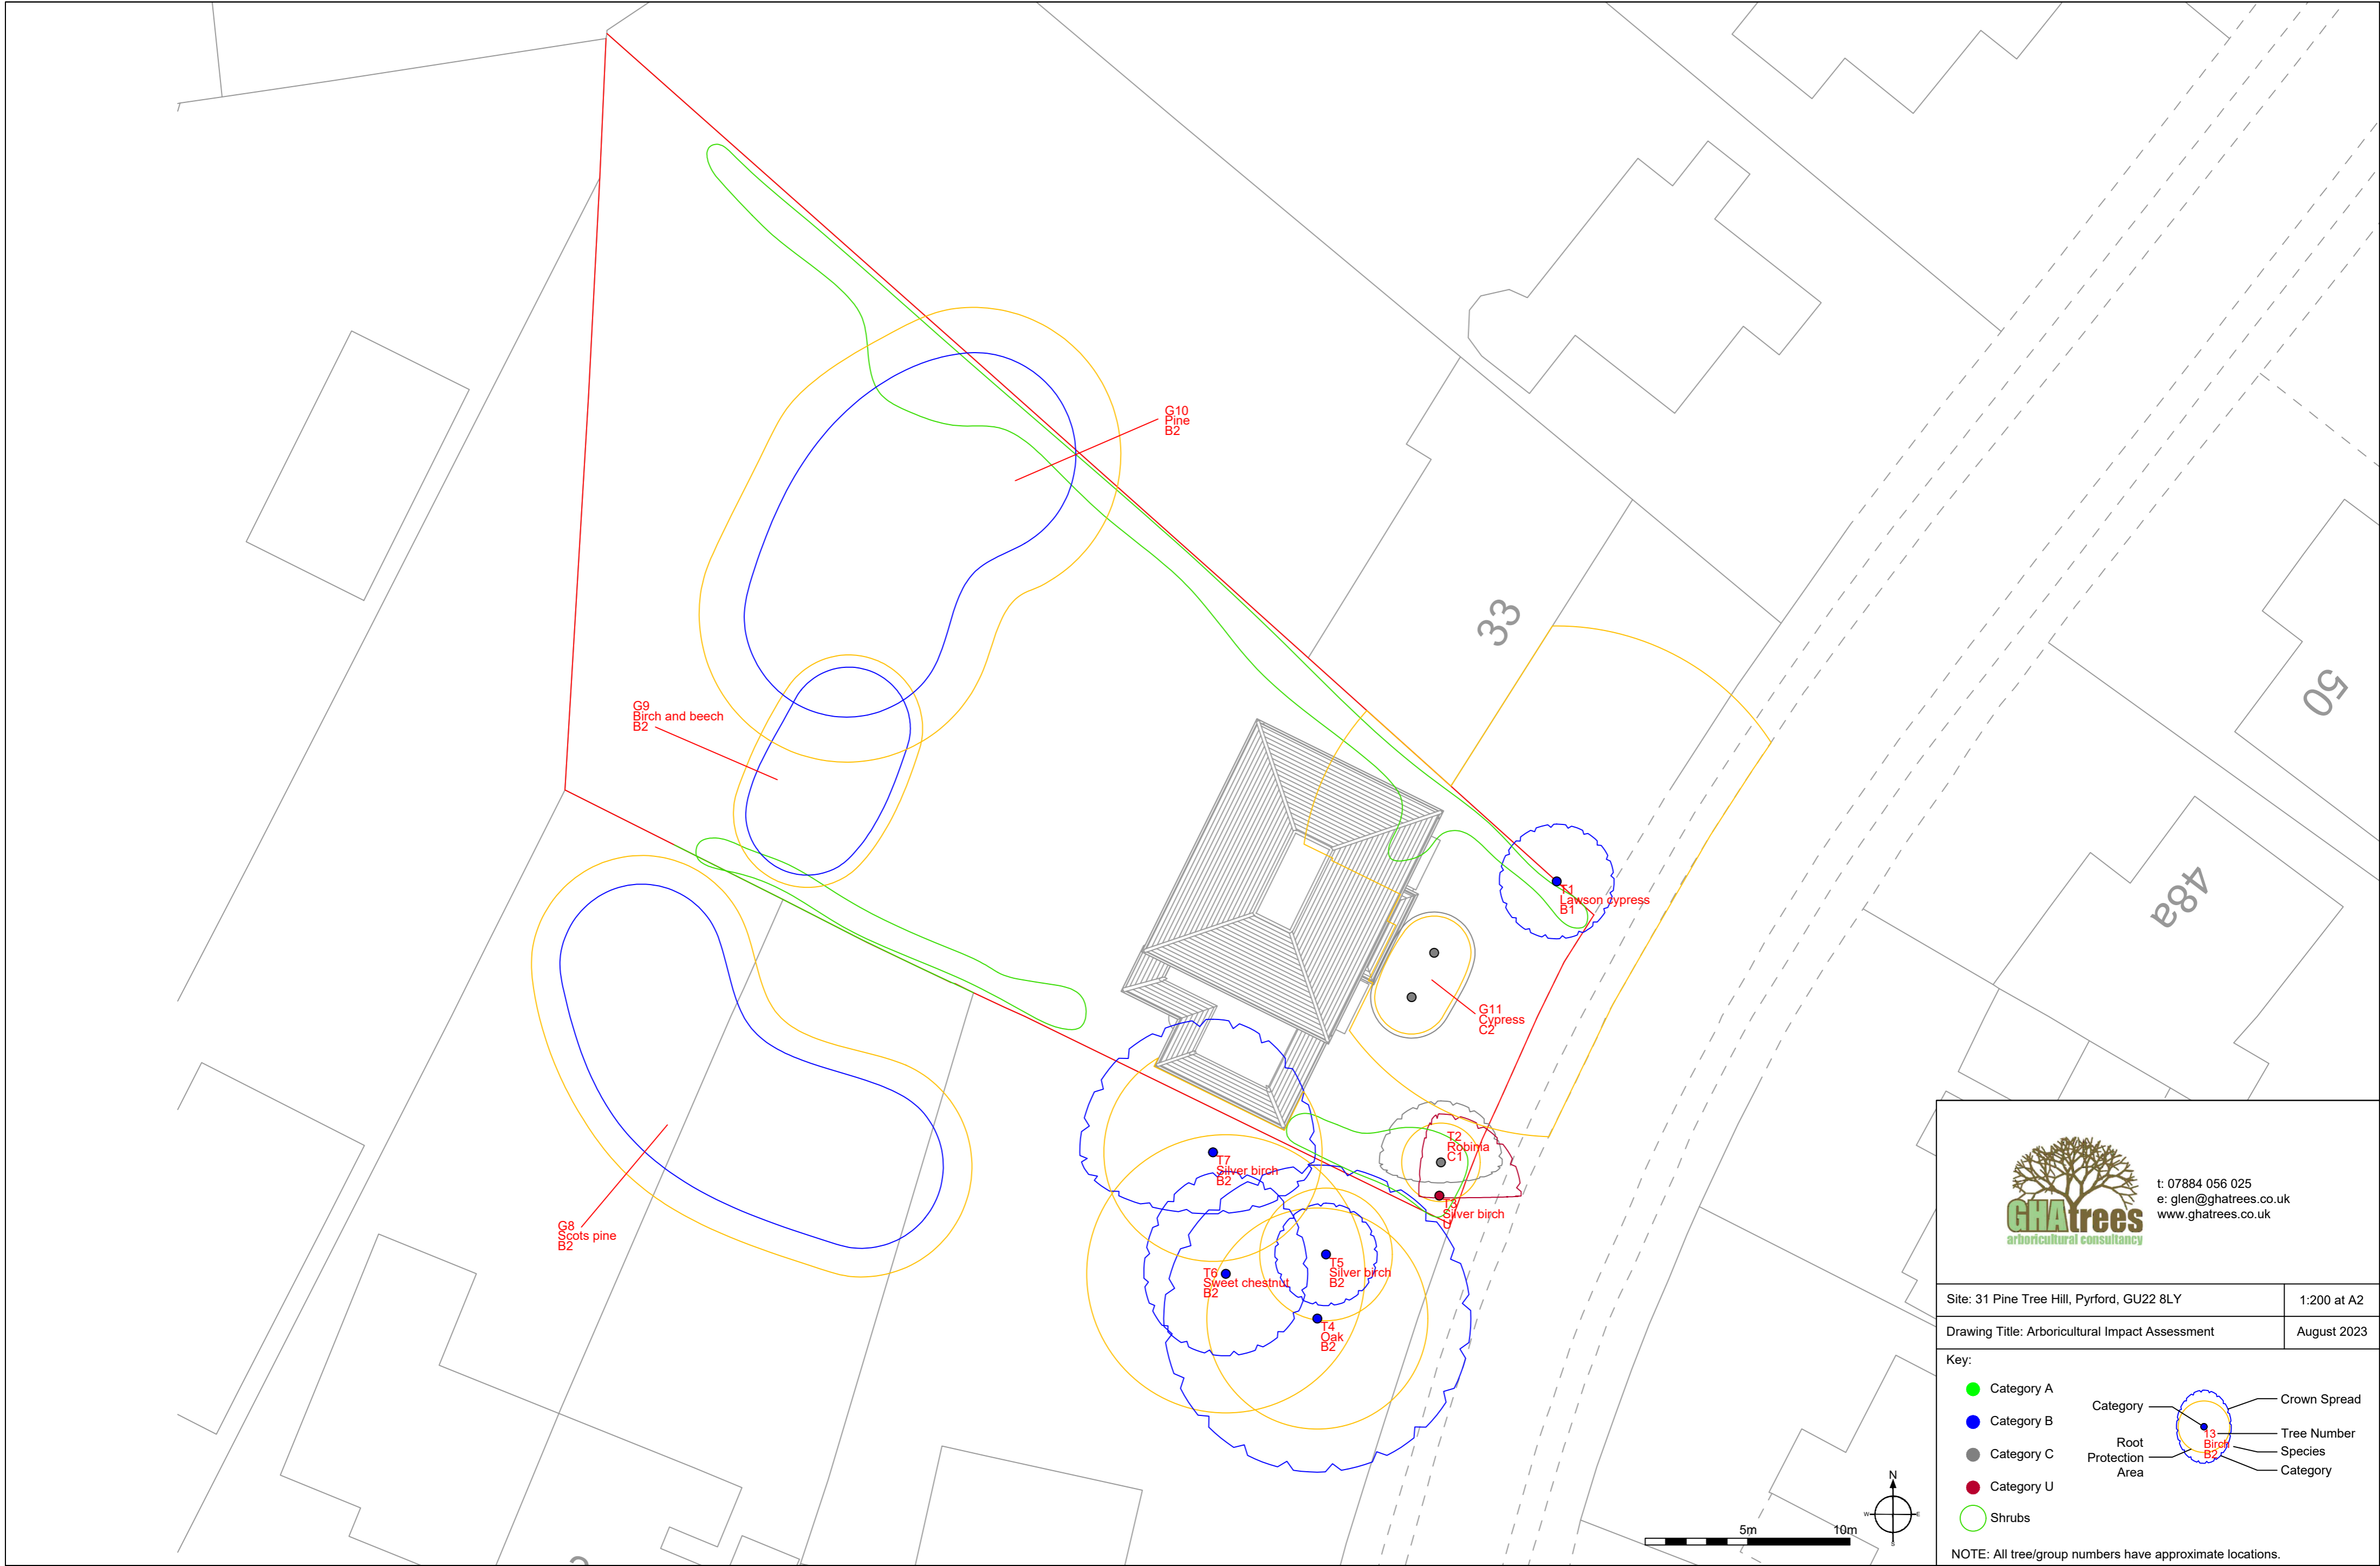 G10
Pine
B2
33
G9
Birch and beech
B2
50
T1
Lawson cypress
B1
48a
G11
Cypress
C2
T2
Robinia
C1
T7
Silver birch
B2
T3
Silver birch
U
G8
Scots pine
B2
T6
Sweet chestnut
B2
T5
Silver birch
B2
T4
Oak
B2
GHAtrees
arboricultural consultancy
t: 07884 056 025
e: glen@ghatrees.co.uk
www.ghatrees.co.uk
Site: 31 Pine Tree Hill, Pyrford, GU22 8LY
1:200 at A2
Drawing Title: Arboricultural Impact Assessment
August 2023
Key:
Category A
Category B
Category C
Category U
Shrubs
Category
Root
Protection
Area
13
Birch
B2
Crown Spread
Tree Number
Species
Category
N
W
E
S
5m
10m
NOTE: All tree/group numbers have approximate locations.